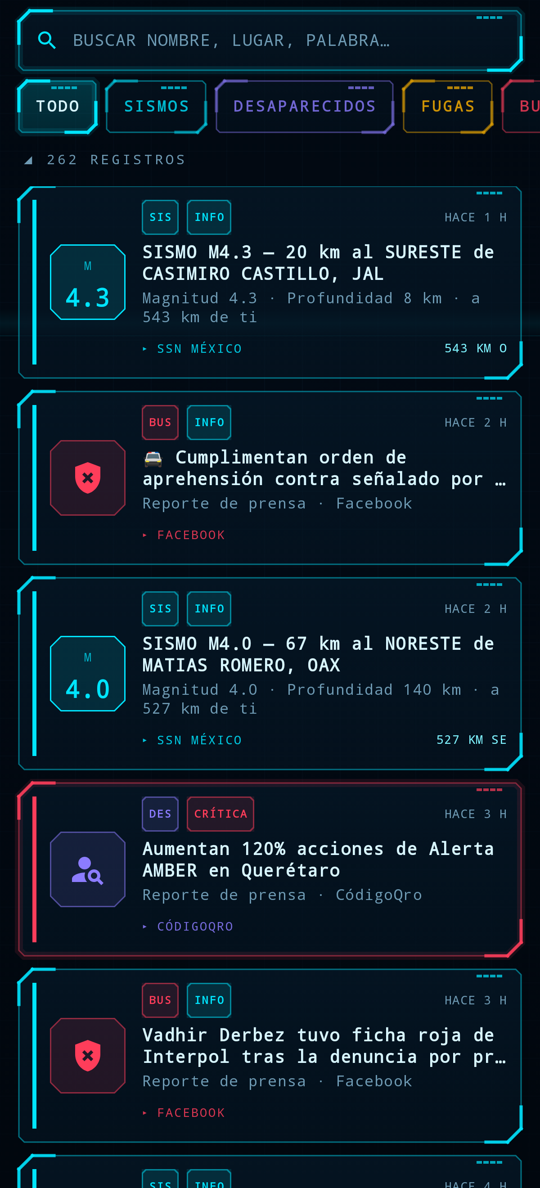 BUSCAR NOMBRE, LUGAR, PALABRA…
TODO
SISMOS
DESAPARECIDOS
FUGAS
BU
262 REGISTROS
SIS
INFO
HACE 1 H
M
4.3
SISMO M4.3 — 20 km al SURESTE de
CASIMIRO CASTILLO, JAL
Magnitud 4.3 · Profundidad 8 km · a
543 km de ti
▸ SSN MÉXICO
543 KM O
BUS
INFO
HACE 2 H
🚔 Cumplimentan orden de
aprehensión contra señalado por …
Reporte de prensa · Facebook
▸ FACEBOOK
SIS
INFO
HACE 2 H
M
4.0
SISMO M4.0 — 67 km al NORESTE de
MATIAS ROMERO, OAX
Magnitud 4.0 · Profundidad 140 km · a
527 km de ti
▸ SSN MÉXICO
527 KM SE
DES
CRÍTICA
HACE 3 H
Aumentan 120% acciones de Alerta
AMBER en Querétaro
Reporte de prensa · CódigoQro
▸ CÓDIGOQRO
BUS
INFO
HACE 3 H
Vadhir Derbez tuvo ficha roja de
Interpol tras la denuncia por pr…
Reporte de prensa · Facebook
▸ FACEBOOK
SIS
INFO
HACE 4 H